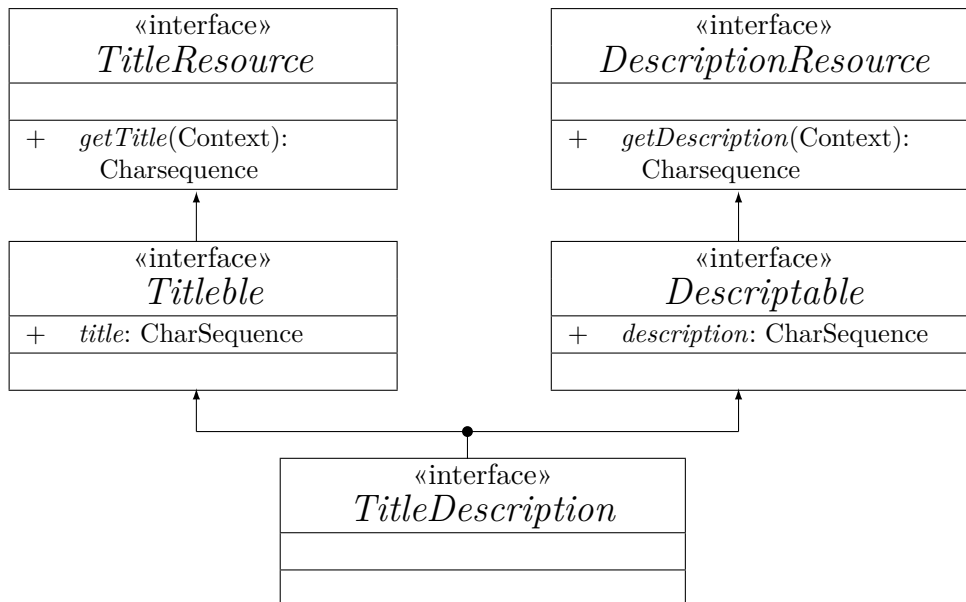 «interface»
TitleResource
+ getTitle(Context):
Charsequence
«interface»
DescriptionResource
+ getDescription(Context):
Charsequence
«interface»
Titleble
+ title: CharSequence
«interface»
Descriptable
+ description: CharSequence
«interface»
TitleDescription